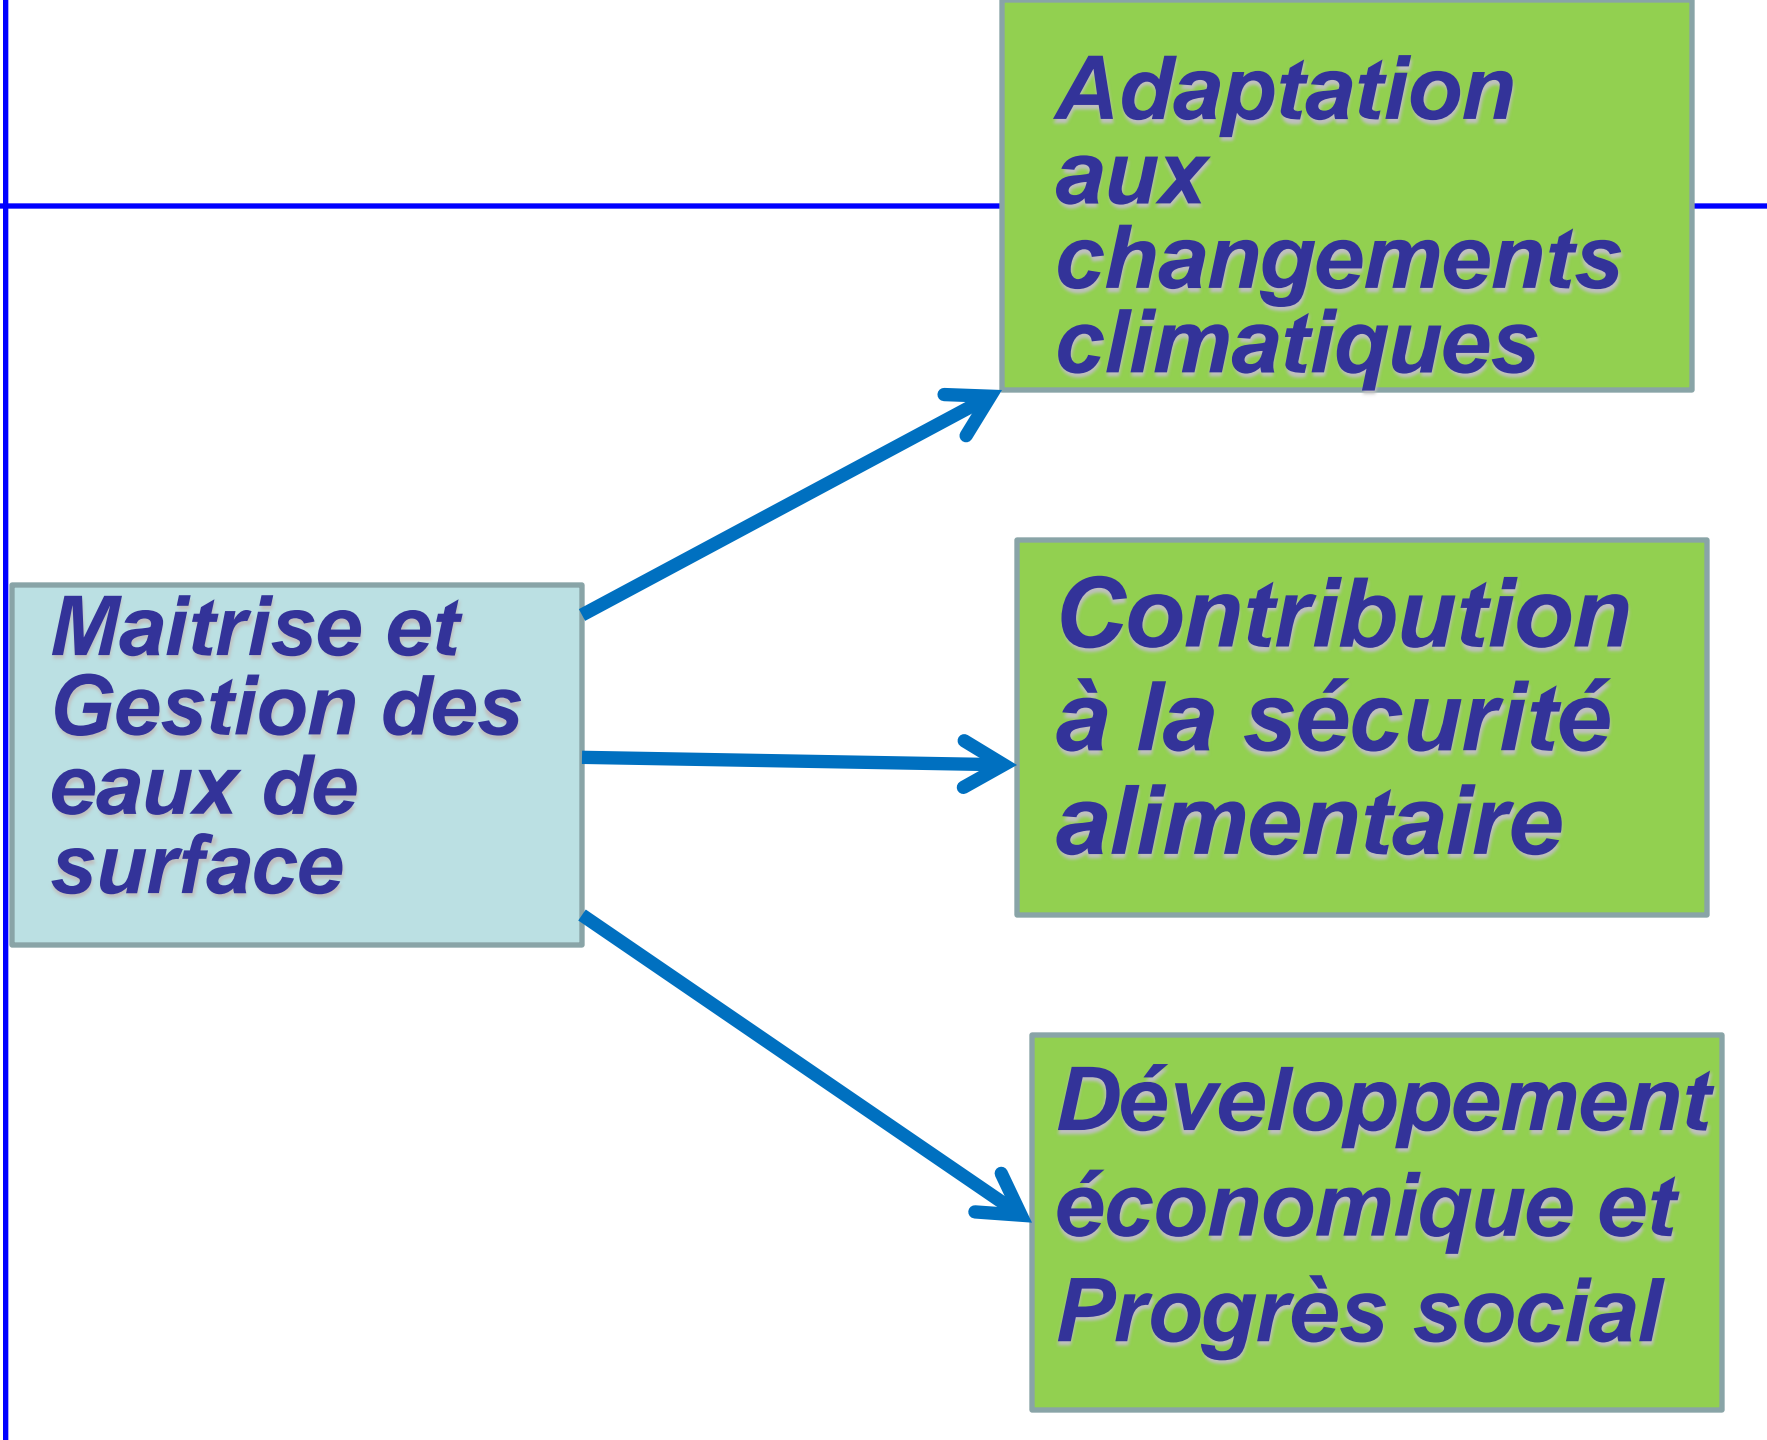 Adaptation
aux
changements
climatiques
Maitrise et
Gestion des
eaux de
surface
Contribution
à la sécurité
alimentaire
Développement
économique et
Progrès social